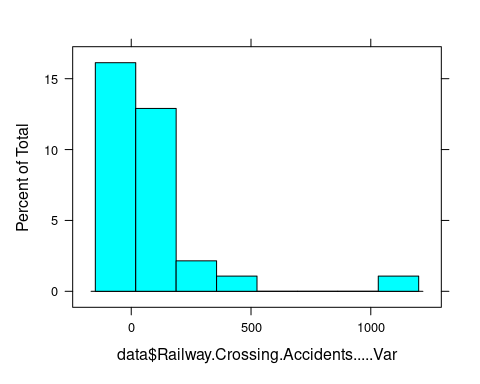 Percent of Total
15
10
5
0
0 500 1000
data$Railway.Crossing.Accidents.....Var